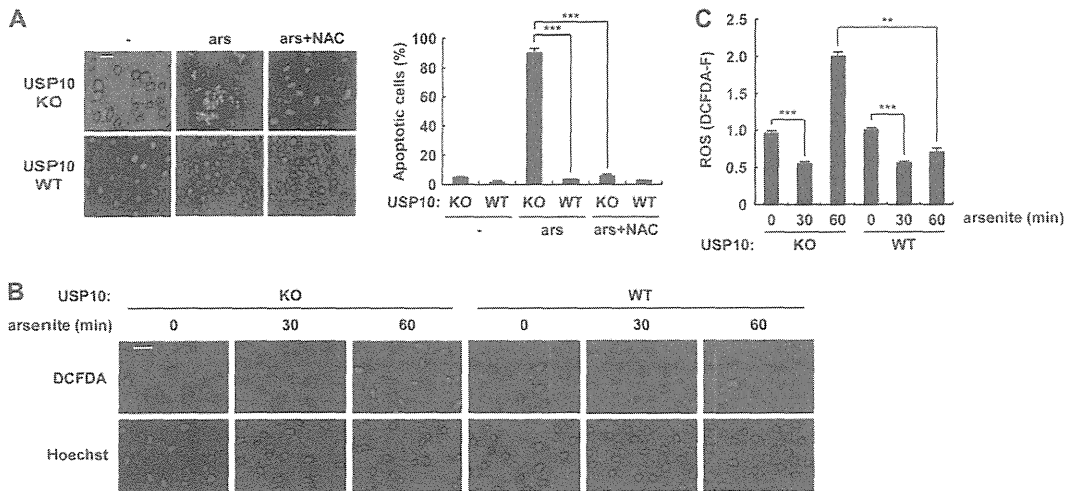 A
- ars ars+NAC
USP10 KO
USP10 WT
Apoptotic cells (%)
100
80
60
40
20
0
*** ***
USP10: KO WT KO WT KO WT
- ars ars+NAC
C
ROS (DCFDA-F)
2.5
2.0
1.5
1.0
0.5
0
*** ** ***
0 30 60 0 30 60 arsenite (min)
USP10: KO WT
B
USP10: KO WT
arsenite (min) 0 30 60 0 30 60
DCFDA
Hoechst